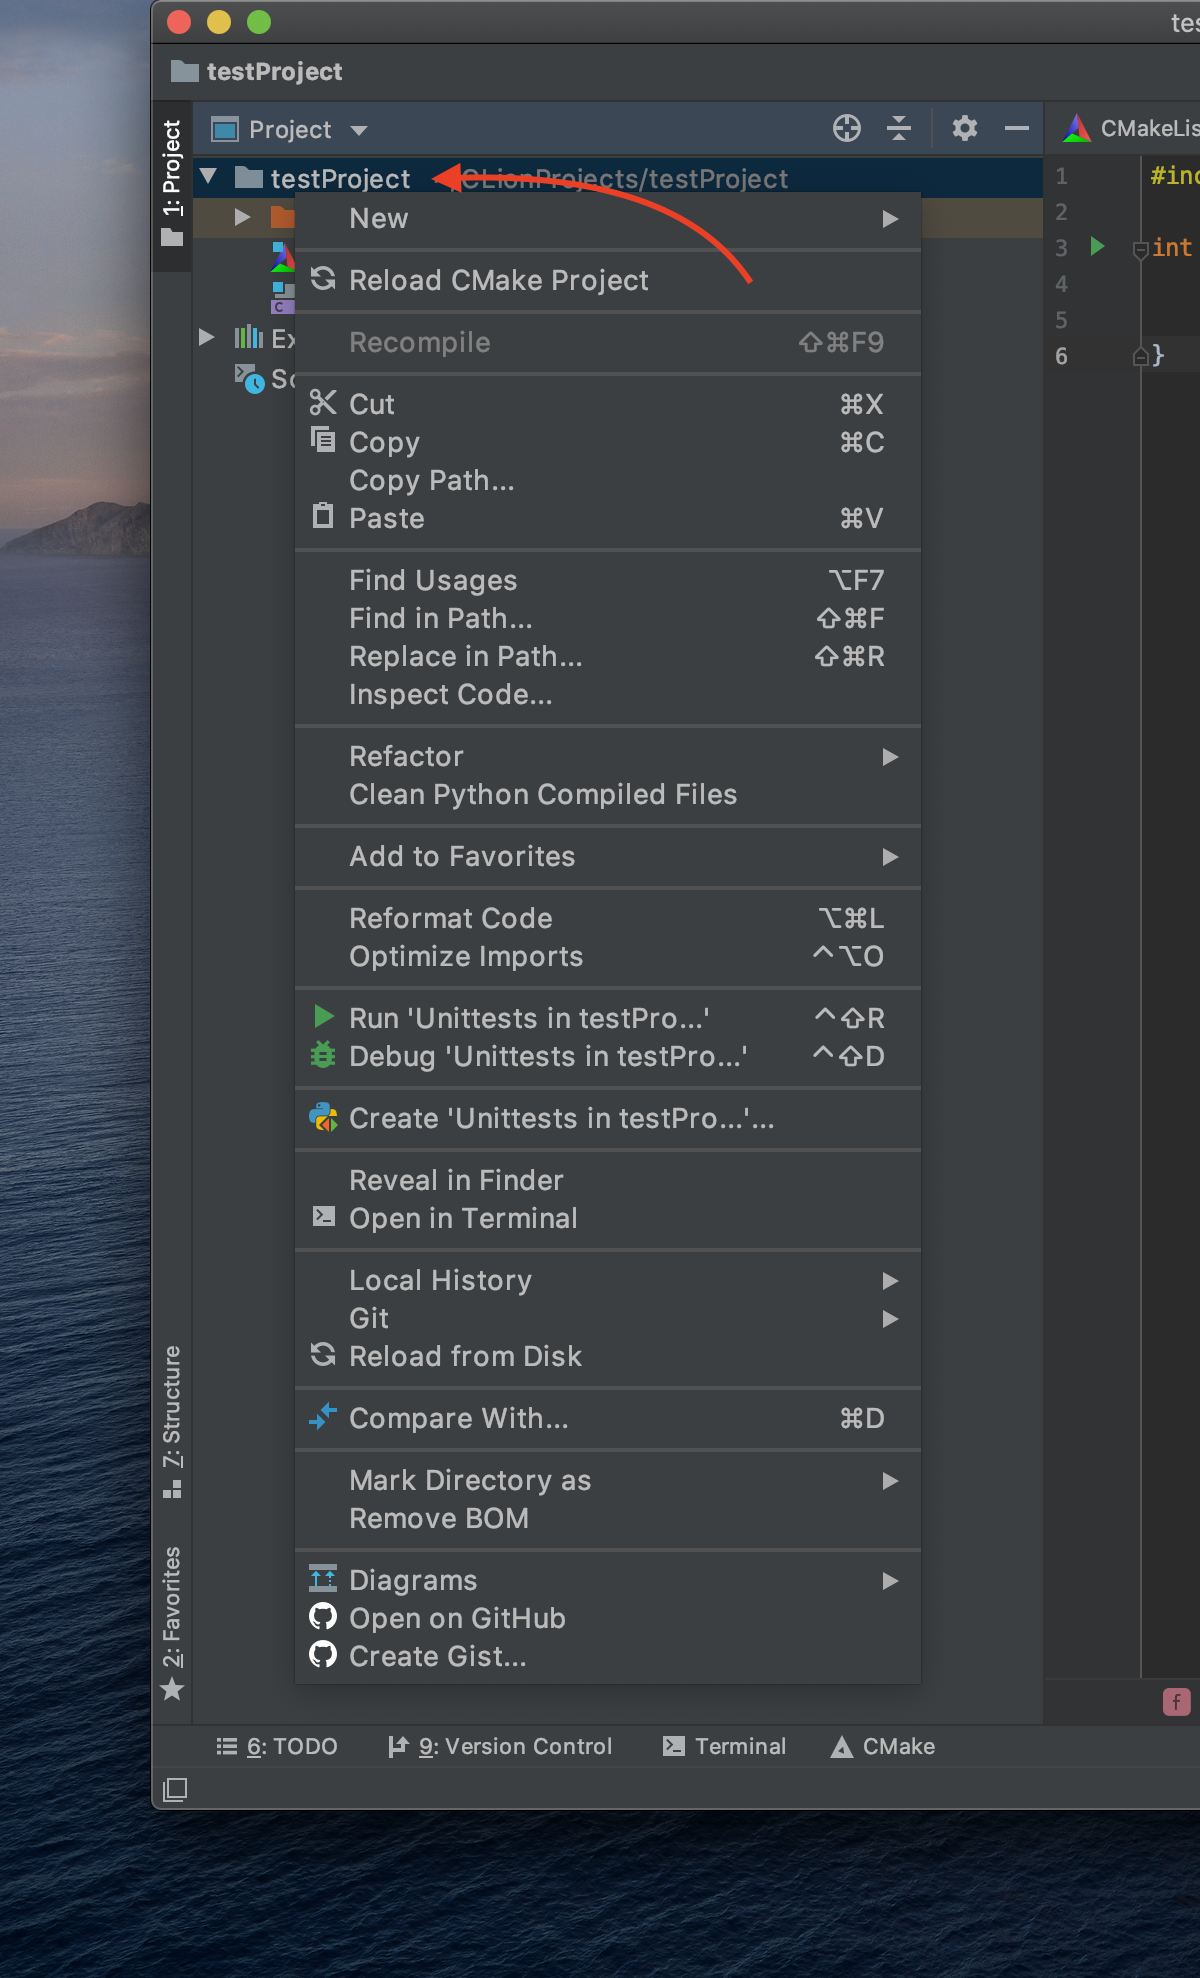 tes
testProject
Project
CMakeLis
1: Project
testProject
CLionProjects/testProject
New
Reload CMake Project
Recompile ⇧⌘F9
Cut ⌘X
Copy ⌘C
Copy Path...
Paste ⌘V
Find Usages ⌥F7
Find in Path... ⇧⌘F
Replace in Path... ⇧⌘R
Inspect Code...
Refactor
Clean Python Compiled Files
Add to Favorites
Reformat Code ⌥⌘L
Optimize Imports ^⌥O
Run 'Unittests in testPro...' ^⇧R
Debug 'Unittests in testPro...' ^⇧D
Create 'Unittests in testPro...'...
Reveal in Finder
Open in Terminal
Local History
Git
Reload from Disk
Compare With... ⌘D
Mark Directory as
Remove BOM
Diagrams
Open on GitHub
Create Gist...
C
Ex
Sc
1 #inc
2
3 int
4
5
6 }
7: Structure
2: Favorites
f
6: TODO
9: Version Control
Terminal
CMake